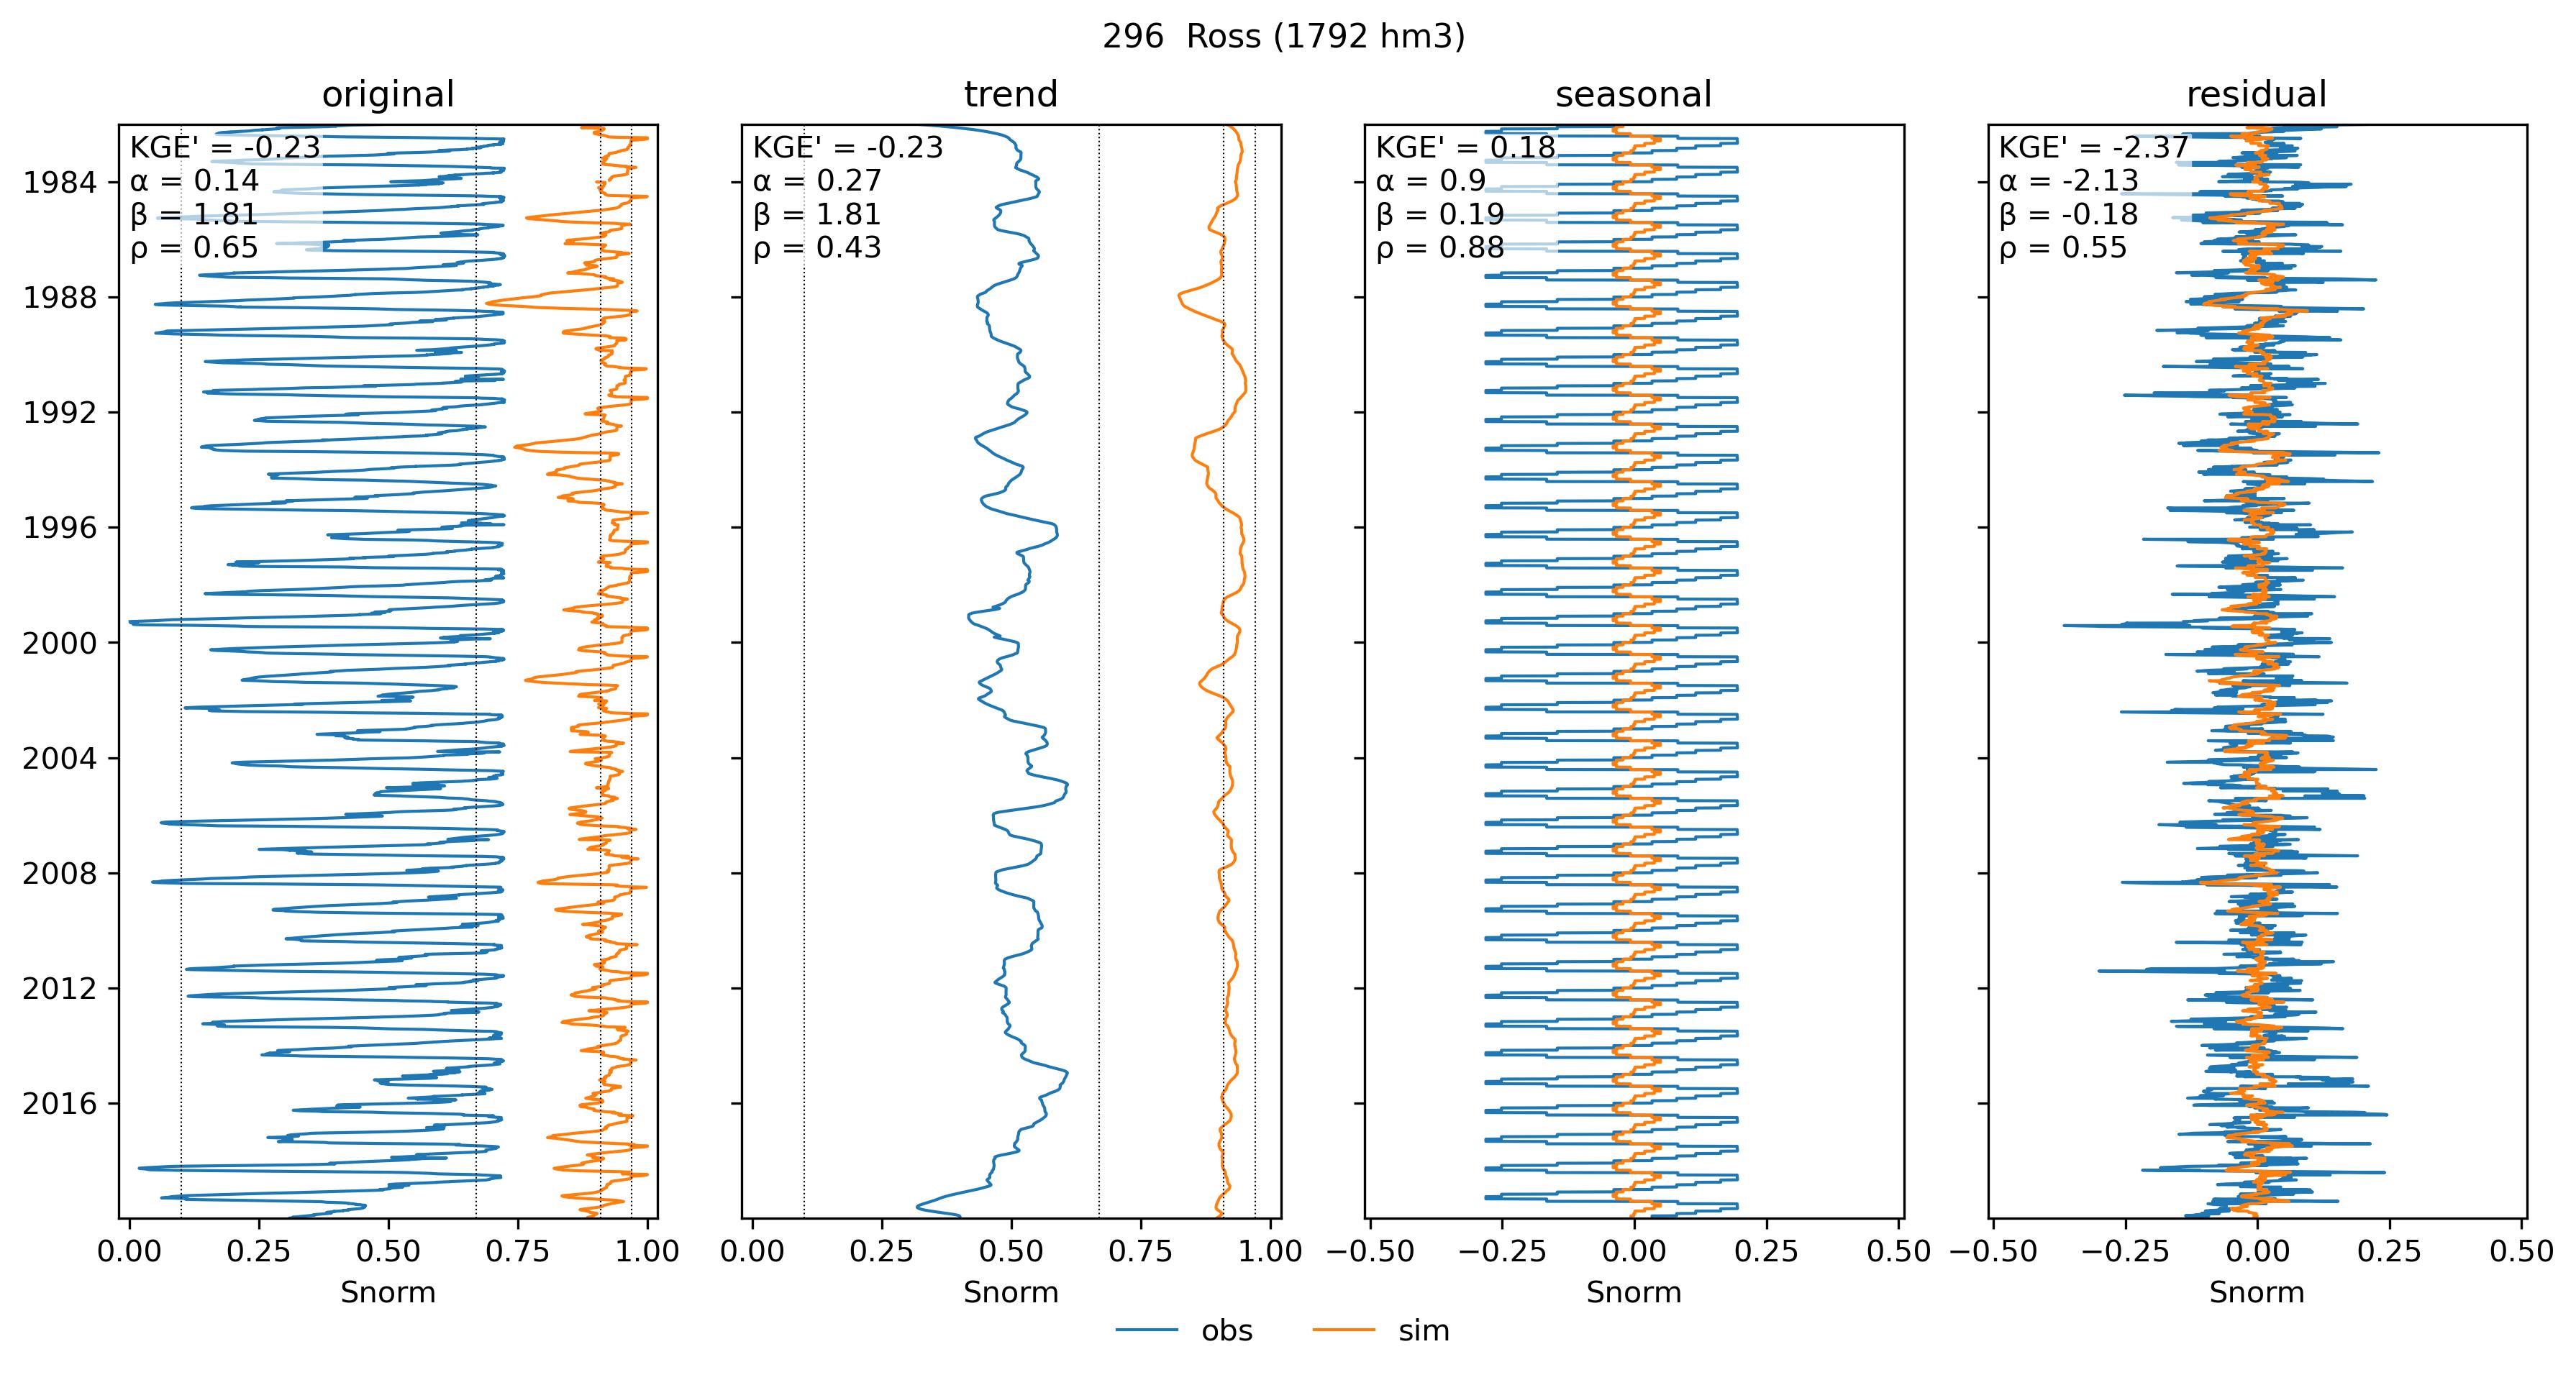 296  Ross (1792 hm3)
original
trend
seasonal
residual
KGE' = -0.23
α = 0.14
β = 1.81
ρ = 0.65
KGE' = -0.23
α = 0.27
β = 1.81
ρ = 0.43
KGE' = 0.18
α = 0.9
β = 0.19
ρ = 0.88
KGE' = -2.37
α = -2.13
β = -0.18
ρ = 0.55
1984
1988
1992
1996
2000
2004
2008
2012
2016
0.00 0.25 0.50 0.75 1.00
0.00 0.25 0.50 0.75 1.00
−0.50 −0.25 0.00 0.25 0.50
−0.50 −0.25 0.00 0.25 0.50
Snorm
Snorm
Snorm
Snorm
obs
sim